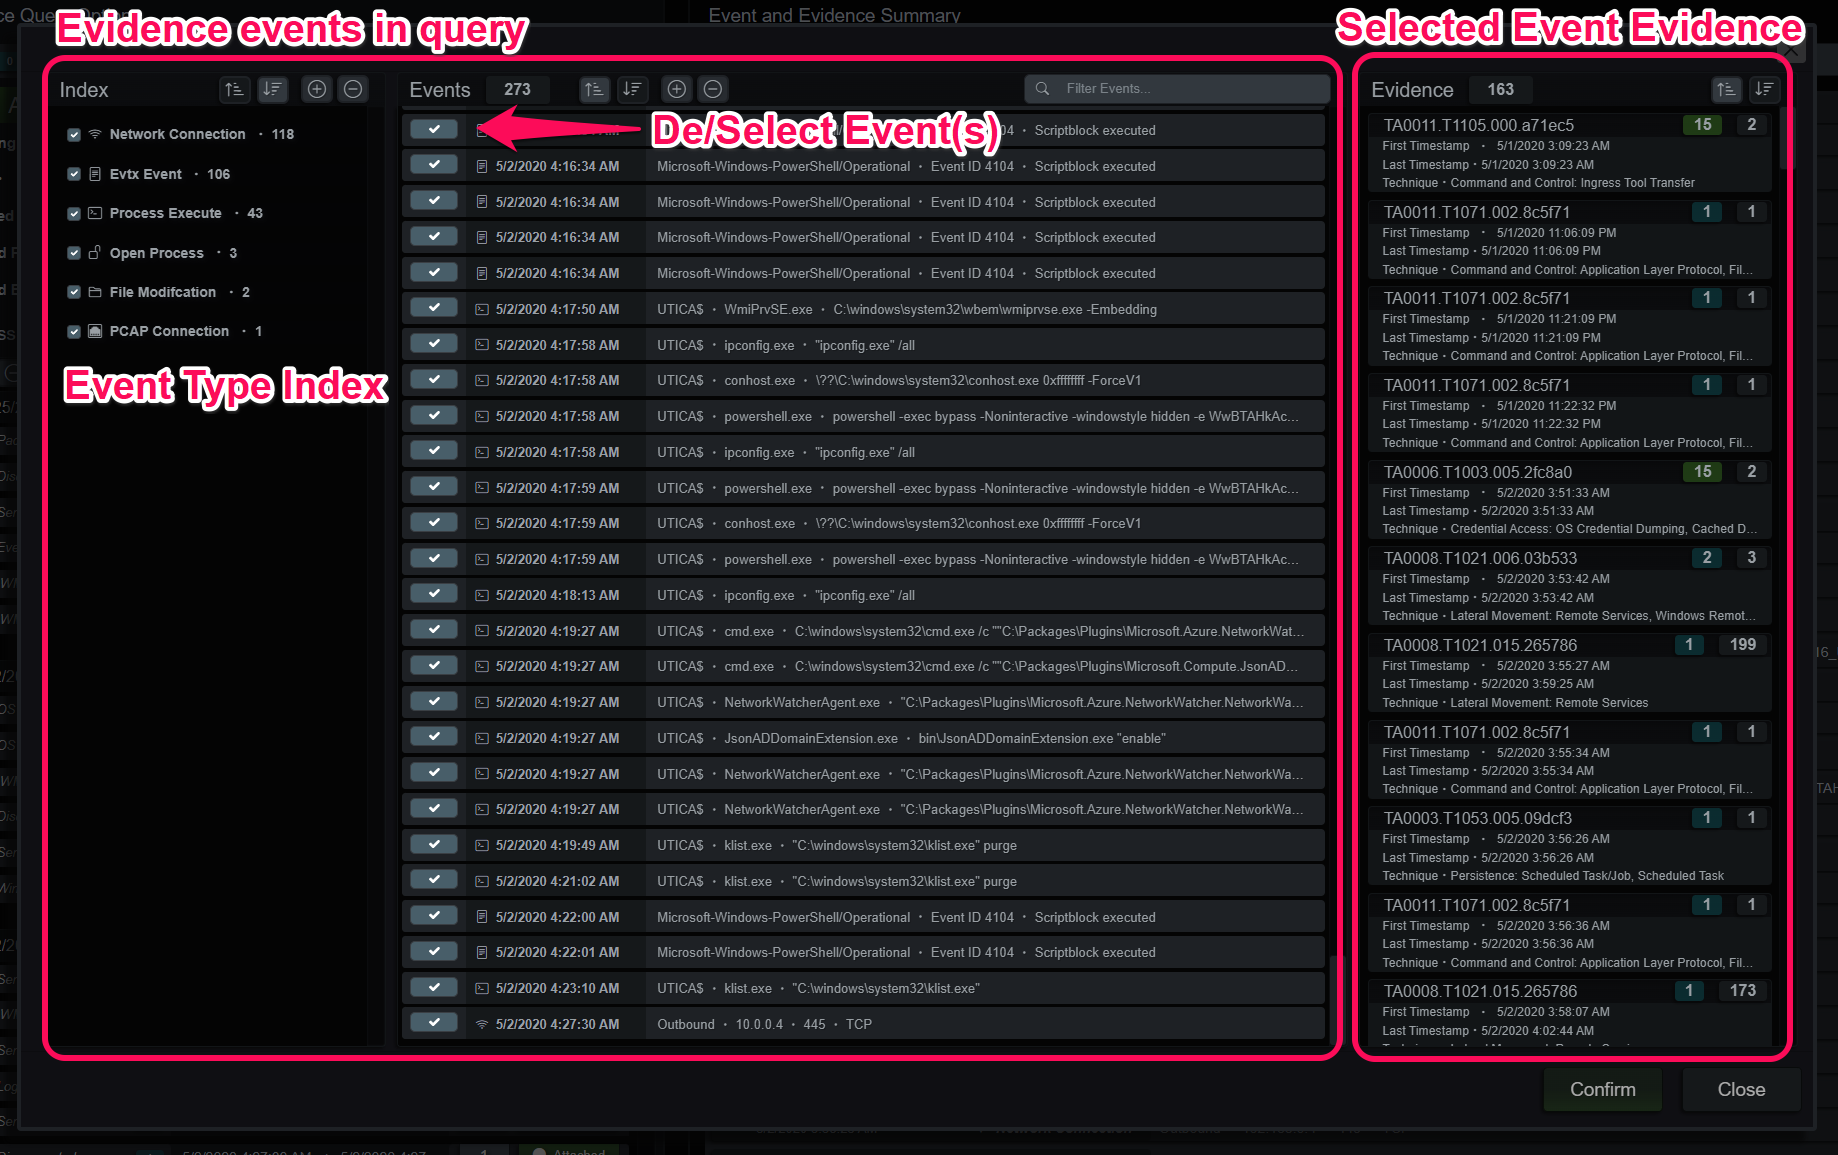 Event and Evidence Summary
Evidence events in query
Selected Event Evidence
Index
Network Connection · 118
Evtx Event · 106
Process Execute · 43
Open Process · 3
File Modifcation · 2
PCAP Connection · 1
Event Type Index
Events 273
Filter Events...
De/Select Event(s)
4 · Scriptblock executed
5/2/2020 4:16:34 AM Microsoft-Windows-PowerShell/Operational · Event ID 4104 · Scriptblock executed
5/2/2020 4:16:34 AM Microsoft-Windows-PowerShell/Operational · Event ID 4104 · Scriptblock executed
5/2/2020 4:16:34 AM Microsoft-Windows-PowerShell/Operational · Event ID 4104 · Scriptblock executed
5/2/2020 4:16:34 AM Microsoft-Windows-PowerShell/Operational · Event ID 4104 · Scriptblock executed
5/2/2020 4:17:50 AM UTICA$ · WmiPrvSE.exe · C:\windows\system32\wbem\wmiprvse.exe -Embedding
5/2/2020 4:17:58 AM UTICA$ · ipconfig.exe · "ipconfig.exe" /all
5/2/2020 4:17:58 AM UTICA$ · conhost.exe · \??\C:\windows\system32\conhost.exe 0xffffffff -ForceV1
5/2/2020 4:17:58 AM UTICA$ · powershell.exe · powershell -exec bypass -Noninteractive -windowstyle hidden -e WwBTAHkAc...
5/2/2020 4:17:58 AM UTICA$ · ipconfig.exe · "ipconfig.exe" /all
5/2/2020 4:17:59 AM UTICA$ · powershell.exe · powershell -exec bypass -Noninteractive -windowstyle hidden -e WwBTAHkAc...
5/2/2020 4:17:59 AM UTICA$ · conhost.exe · \??\C:\windows\system32\conhost.exe 0xffffffff -ForceV1
5/2/2020 4:17:59 AM UTICA$ · powershell.exe · powershell -exec bypass -Noninteractive -windowstyle hidden -e WwBTAHkAc...
5/2/2020 4:18:13 AM UTICA$ · ipconfig.exe · "ipconfig.exe" /all
5/2/2020 4:19:27 AM UTICA$ · cmd.exe · C:\windows\system32\cmd.exe /c ""C:\Packages\Plugins\Microsoft.Azure.NetworkWat...
5/2/2020 4:19:27 AM UTICA$ · cmd.exe · C:\windows\system32\cmd.exe /c ""C:\Packages\Plugins\Microsoft.Compute.JsonAD...
5/2/2020 4:19:27 AM UTICA$ · NetworkWatcherAgent.exe · "C:\Packages\Plugins\Microsoft.Azure.NetworkWatcher.NetworkWa...
5/2/2020 4:19:27 AM UTICA$ · JsonADDomainExtension.exe · bin\JsonADDomainExtension.exe "enable"
5/2/2020 4:19:27 AM UTICA$ · NetworkWatcherAgent.exe · "C:\Packages\Plugins\Microsoft.Azure.NetworkWatcher.NetworkWa...
5/2/2020 4:19:27 AM UTICA$ · NetworkWatcherAgent.exe · "C:\Packages\Plugins\Microsoft.Azure.NetworkWatcher.NetworkWa...
5/2/2020 4:19:49 AM UTICA$ · klist.exe · "C:\windows\system32\klist.exe" purge
5/2/2020 4:21:02 AM UTICA$ · klist.exe · "C:\windows\system32\klist.exe" purge
5/2/2020 4:22:00 AM Microsoft-Windows-PowerShell/Operational · Event ID 4104 · Scriptblock executed
5/2/2020 4:22:01 AM Microsoft-Windows-PowerShell/Operational · Event ID 4104 · Scriptblock executed
5/2/2020 4:23:10 AM UTICA$ · klist.exe · "C:\windows\system32\klist.exe"
5/2/2020 4:27:30 AM Outbound · 10.0.0.4 · 445 · TCP
Evidence 163
TA0011.T1105.000.a71ec5 15 2
First Timestamp · 5/1/2020 3:09:23 AM
Last Timestamp · 5/1/2020 3:09:23 AM
Technique · Command and Control: Ingress Tool Transfer
TA0011.T1071.002.8c5f71 1 1
First Timestamp · 5/1/2020 11:06:09 PM
Last Timestamp · 5/1/2020 11:06:09 PM
Technique · Command and Control: Application Layer Protocol, Fil...
TA0011.T1071.002.8c5f71 1 1
First Timestamp · 5/1/2020 11:21:09 PM
Last Timestamp · 5/1/2020 11:21:09 PM
Technique · Command and Control: Application Layer Protocol, Fil...
TA0011.T1071.002.8c5f71 1 1
First Timestamp · 5/1/2020 11:22:32 PM
Last Timestamp · 5/1/2020 11:22:32 PM
Technique · Command and Control: Application Layer Protocol, Fil...
TA0006.T1003.005.2fc8a0 15 2
First Timestamp · 5/2/2020 3:51:33 AM
Last Timestamp · 5/2/2020 3:51:33 AM
Technique · Credential Access: OS Credential Dumping, Cached D...
TA0008.T1021.006.03b533 2 3
First Timestamp · 5/2/2020 3:53:42 AM
Last Timestamp · 5/2/2020 3:53:42 AM
Technique · Lateral Movement: Remote Services, Windows Remot...
TA0008.T1021.015.265786 1 199
First Timestamp · 5/2/2020 3:55:27 AM
Last Timestamp · 5/2/2020 3:59:25 AM
Technique · Lateral Movement: Remote Services
TA0011.T1071.002.8c5f71 1 1
First Timestamp · 5/2/2020 3:55:34 AM
Last Timestamp · 5/2/2020 3:55:34 AM
Technique · Command and Control: Application Layer Protocol, Fil...
TA0003.T1053.005.09dcf3 1 1
First Timestamp · 5/2/2020 3:56:26 AM
Last Timestamp · 5/2/2020 3:56:26 AM
Technique · Persistence: Scheduled Task/Job, Scheduled Task
TA0011.T1071.002.8c5f71 1 1
First Timestamp · 5/2/2020 3:56:36 AM
Last Timestamp · 5/2/2020 3:56:36 AM
Technique · Command and Control: Application Layer Protocol, Fil...
TA0008.T1021.015.265786 1 173
First Timestamp · 5/2/2020 3:58:07 AM
Last Timestamp · 5/2/2020 4:02:44 AM
Confirm
Close